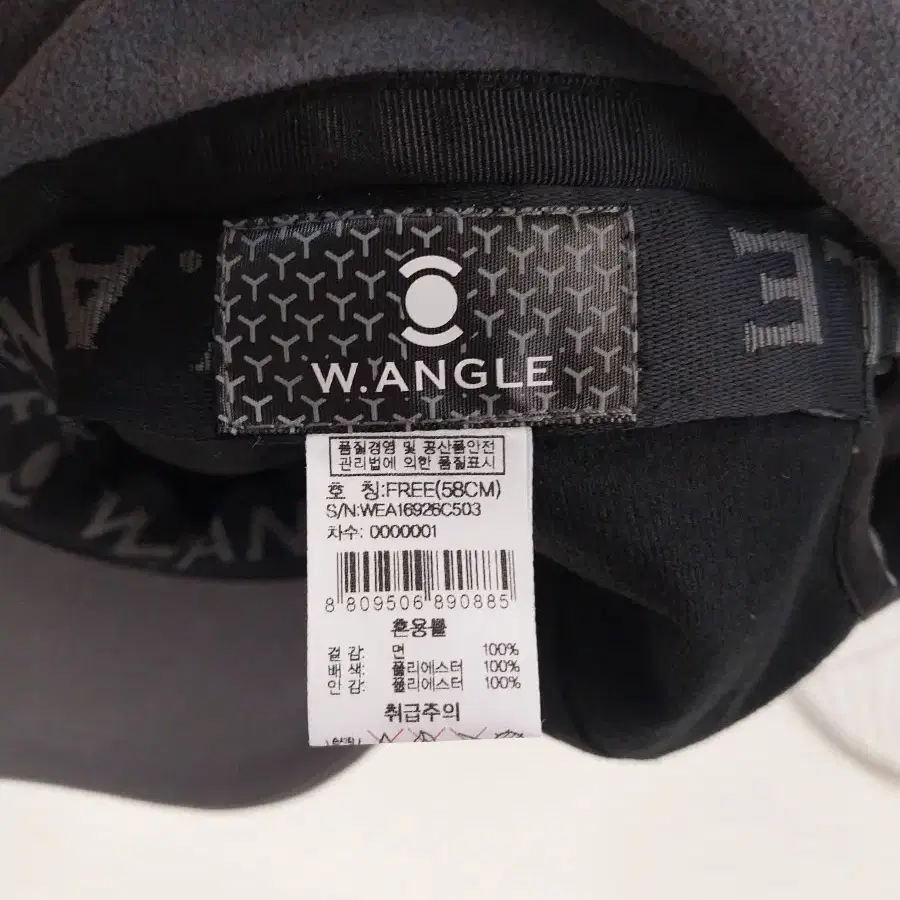 W.ANGLE
품질경영 및 공산품안전
관리법에 의한 품질표시
호 칭:FREE(58CM)
S/N:WEA16926C503
차수: 0000001
8 809506 890885
혼용률
겉 감: 면 100%
배 색: 폴리에스터 100%
안 감: 폴리에스터 100%
취급주의
.A
E
W.AN